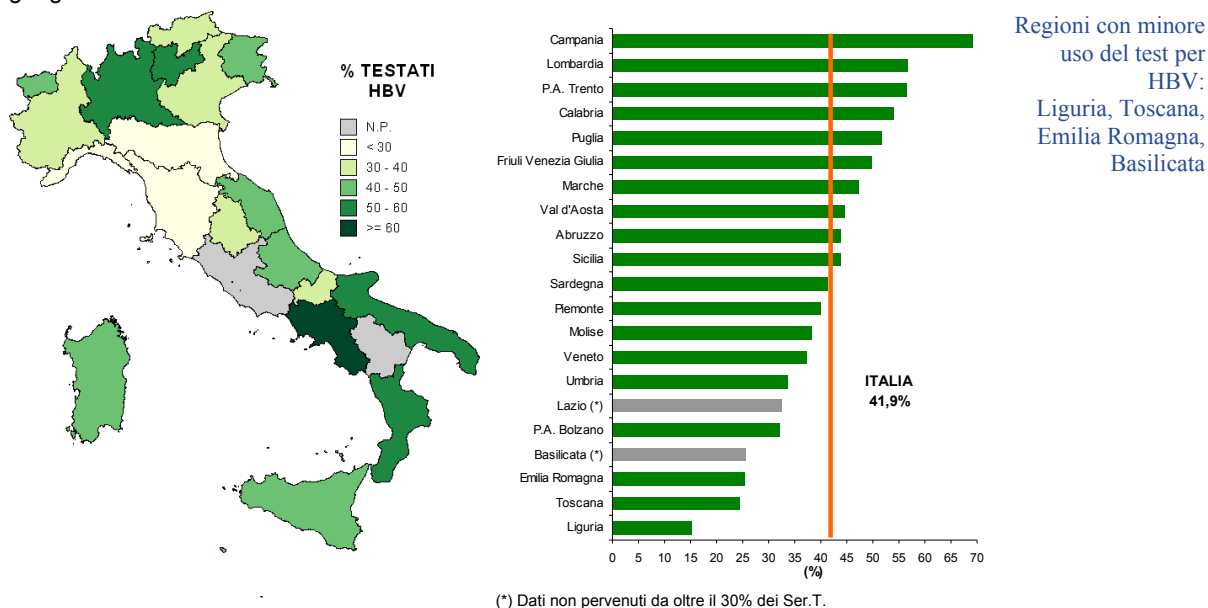 % TESTATI
HBV
N.P.
< 30
30 - 40
40 - 50
50 - 60
>= 60
Campania
Lombardia
P.A. Trento
Calabria
Puglia
Friuli Venezia Giulia
Marche
Val d'Aosta
Abruzzo
Sicilia
Sardegna
Piemonte
Molise
Veneto
Umbria
Lazio (*)
P.A. Bolzano
Basilicata (*)
Emilia Romagna
Toscana
Liguria
ITALIA
41,9%
0 5 10 15 20 25 30 35 40 45 50 55 60 65 70
(%)
(*) Dati non pervenuti da oltre il 30% dei Ser.T.
Regioni con minore
uso del test per
HBV:
Liguria, Toscana,
Emilia Romagna,
Basilicata